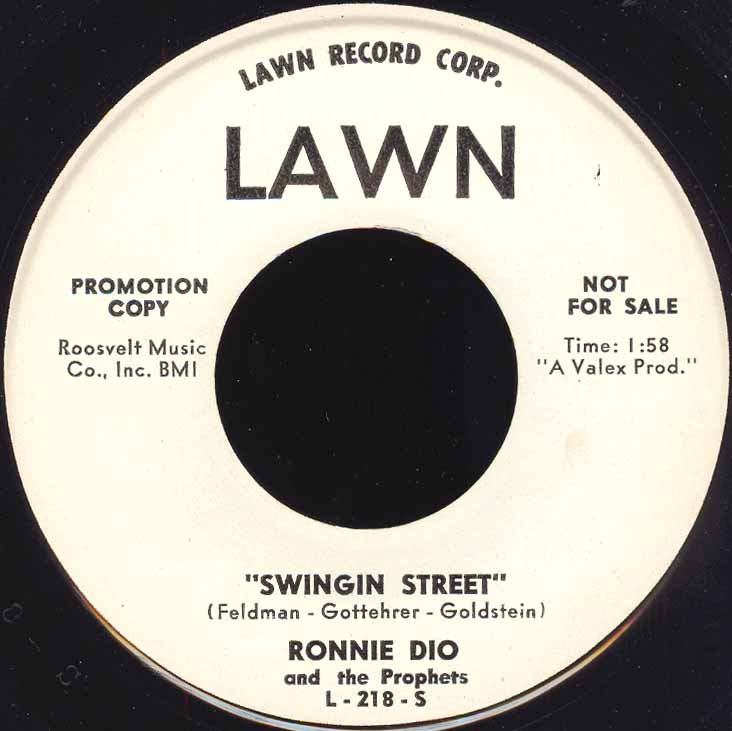 LAWN RECORD CORP.
LAWN
PROMOTION
COPY
Roosvelt Music
Co., Inc. BMI
NOT
FOR SALE
Time: 1:58
"A Valex Prod."
"SWINGIN STREET"
(Feldman - Gottehrer - Goldstein)
RONNIE DIO
and the Prophets
L - 218 - S